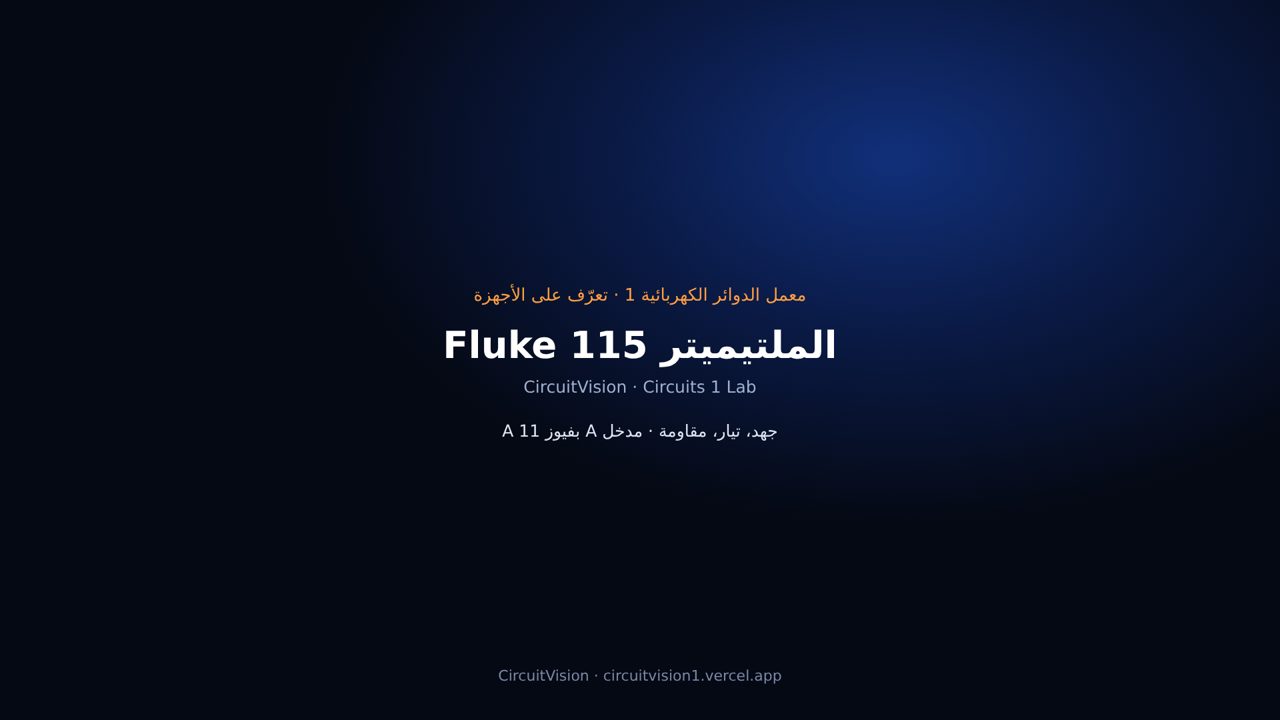 معمل الدوائر الكهربائية 1 · تعرّف على الأجهزة
الملتيميتر Fluke 115
CircuitVision · Circuits 1 Lab
جهد، تيار، مقاومة · مدخل A بفيوز 11 A
CircuitVision · circuitvision1.vercel.app